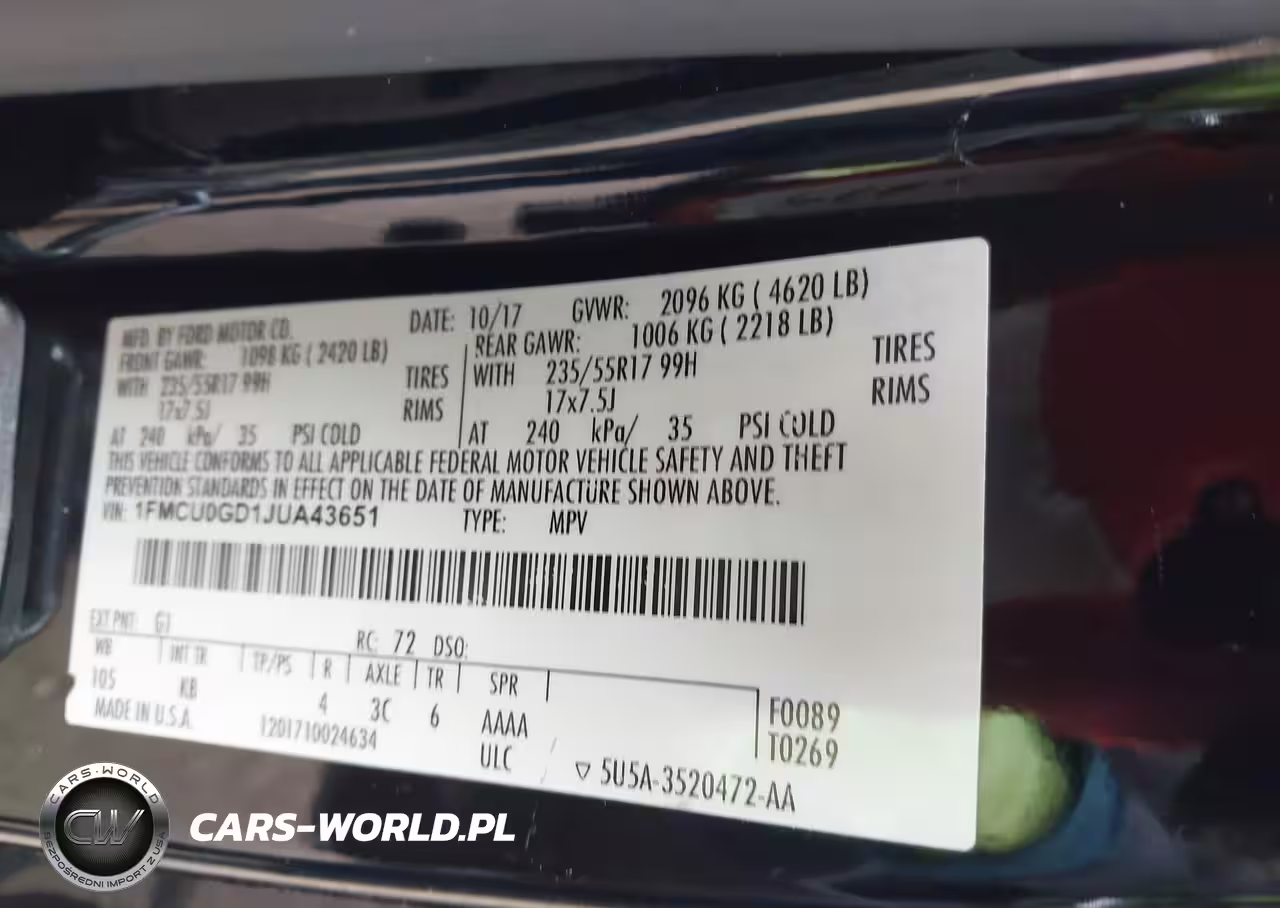 MFD. BY FORD MOTOR CO. DATE: 10/17 GVWR: 2096 KG ( 4620 LB)
FRONT GAWR: 1098 KG ( 2420 LB) REAR GAWR: 1006 KG ( 2218 LB)
WITH 235/55R17 99H TIRES WITH 235/55R17 99H TIRES
17x7.5J RIMS 17x7.5J RIMS
AT 240 kPa/ 35 PSI COLD AT 240 kPa/ 35 PSI COLD
THIS VEHICLE CONFORMS TO ALL APPLICABLE FEDERAL MOTOR VEHICLE SAFETY AND THEFT
PREVENTION STANDARDS IN EFFECT ON THE DATE OF MANUFACTURE SHOWN ABOVE.
VIN: 1FMCU0GD1JUA43651 TYPE: MPV
EXT PNT: G1 RC: 72 DSO:
WB INT TR TP/PS R AXLE TR SPR
105 KB 4 3C 6 AAAA F0089
MADE IN U.S.A. 1201710024634 ULC T0269
▽ 5U5A-3520472-AA
CARS-WORLD
CW
BEZPOŚREDNI IMPORT Z USA
CARS-WORLD.PL